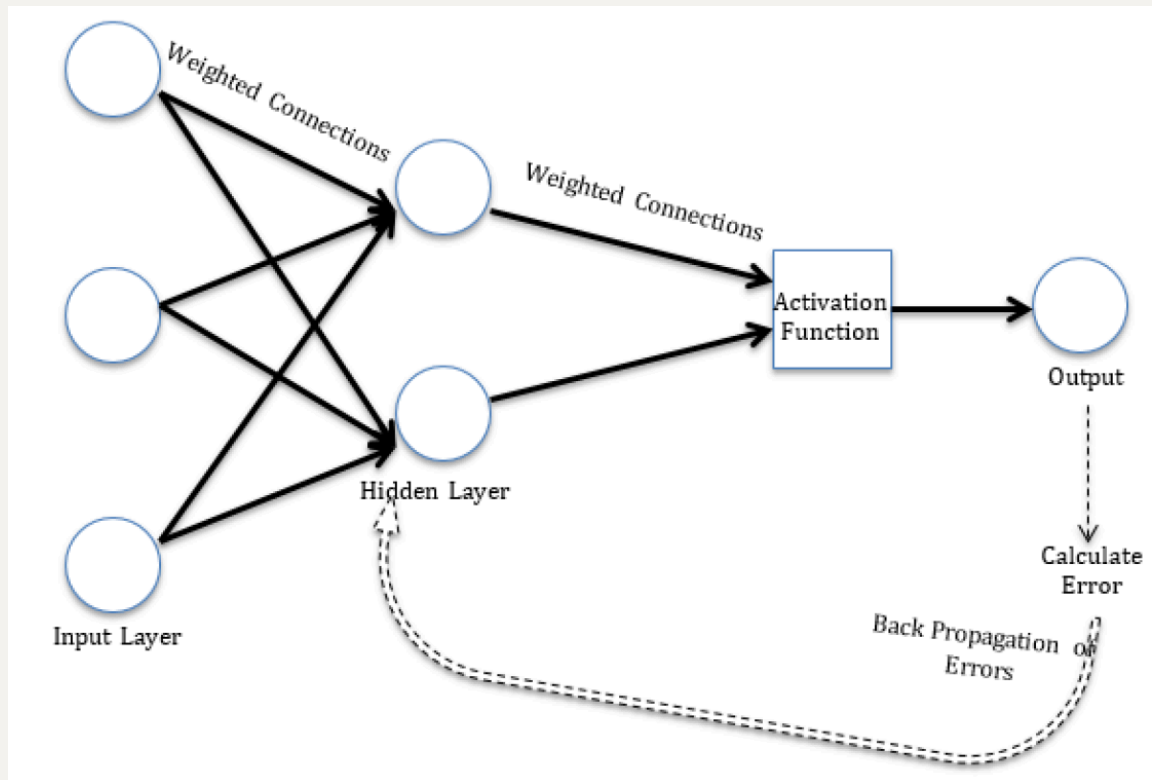 Weighted Connections
Weighted Connections
Activation
Function
Output
Hidden Layer
Calculate
Error
Input Layer
Back Propagation of
Errors